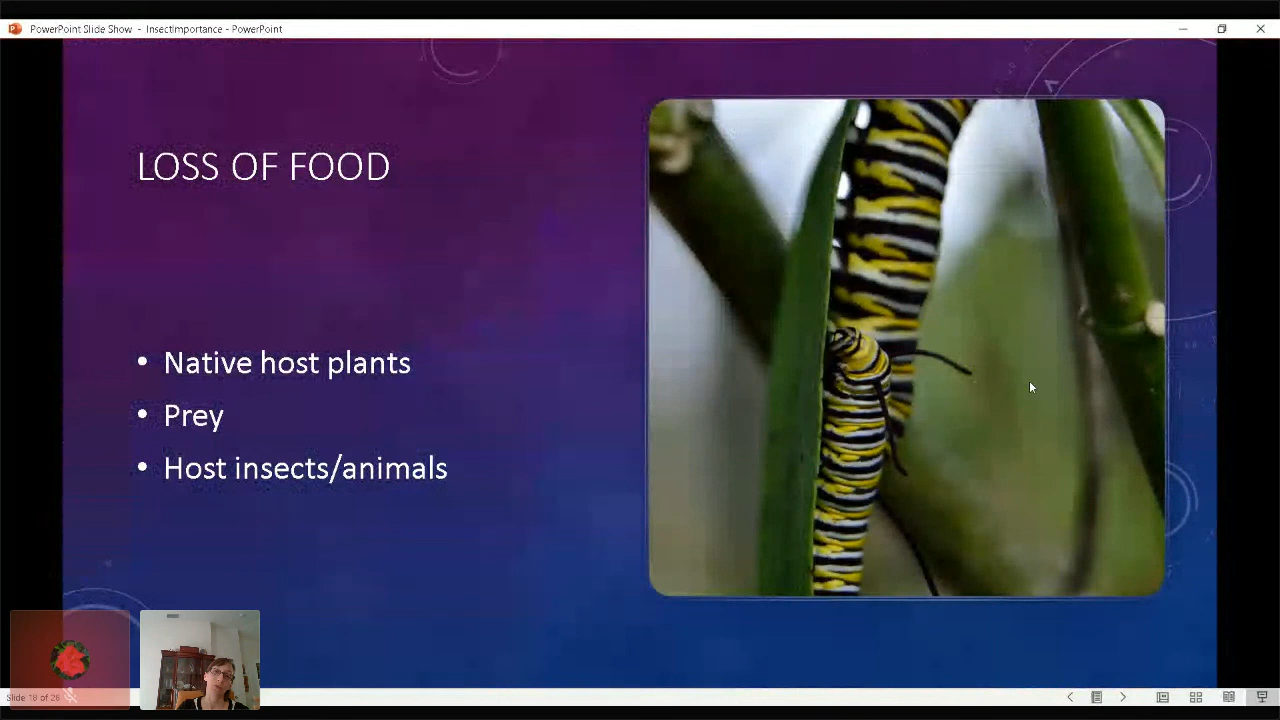 PowerPoint Slide Show - InsectImportance - PowerPoint
LOSS OF FOOD
• Native host plants
• Prey
• Host insects/animals
Slide 18 of 28